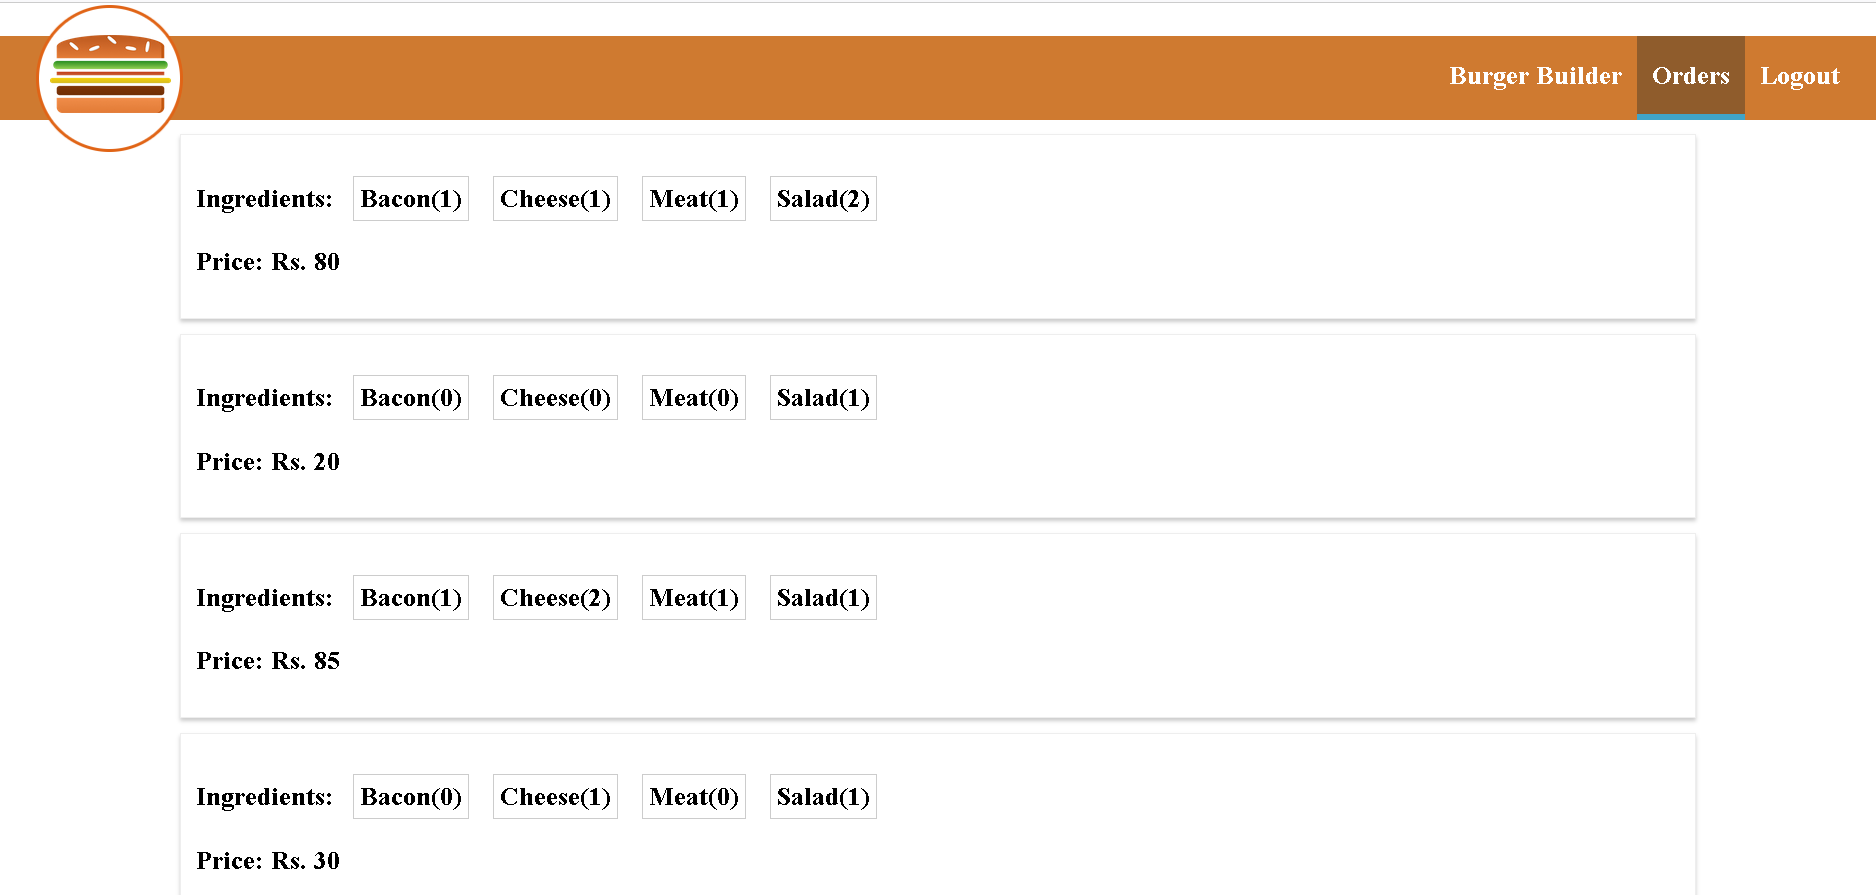 Burger Builder Orders Logout
Ingredients: Bacon(1) Cheese(1) Meat(1) Salad(2)
Price: Rs. 80
Ingredients: Bacon(0) Cheese(0) Meat(0) Salad(1)
Price: Rs. 20
Ingredients: Bacon(1) Cheese(2) Meat(1) Salad(1)
Price: Rs. 85
Ingredients: Bacon(0) Cheese(1) Meat(0) Salad(1)
Price: Rs. 30